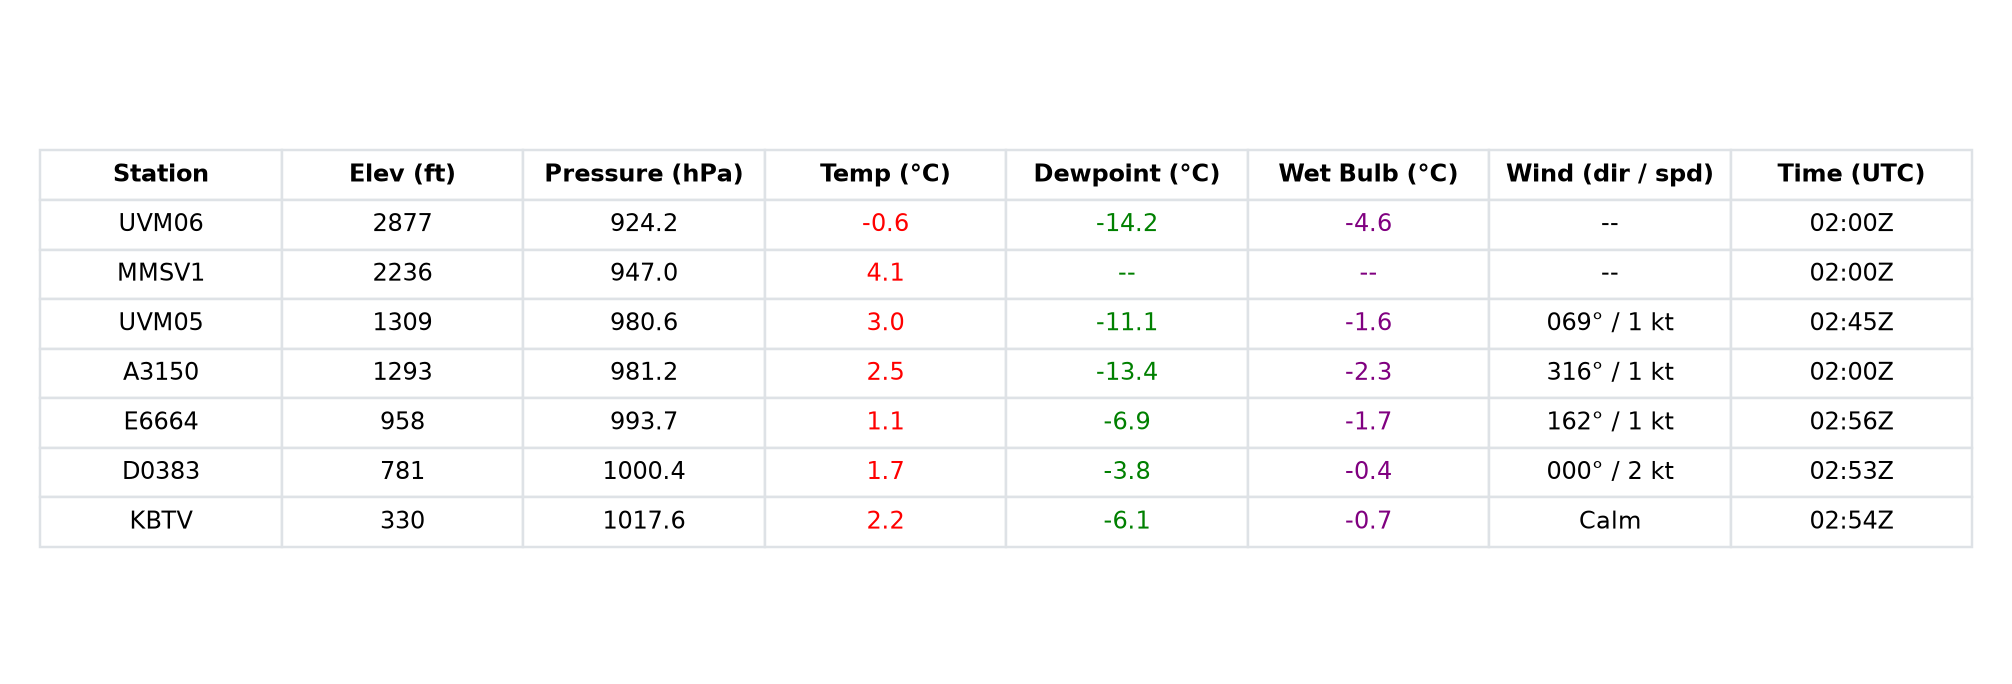 Station Elev (ft) Pressure (hPa) Temp (°C) Dewpoint (°C) Wet Bulb (°C) Wind (dir / spd) Time (UTC)
UVM06 2877 924.2 -0.6 -14.2 -4.6 -- 02:00Z
MMSV1 2236 947.0 4.1 -- -- -- 02:00Z
UVM05 1309 980.6 3.0 -11.1 -1.6 069° / 1 kt 02:45Z
A3150 1293 981.2 2.5 -13.4 -2.3 316° / 1 kt 02:00Z
E6664 958 993.7 1.1 -6.9 -1.7 162° / 1 kt 02:56Z
D0383 781 1000.4 1.7 -3.8 -0.4 000° / 2 kt 02:53Z
KBTV 330 1017.6 2.2 -6.1 -0.7 Calm 02:54Z